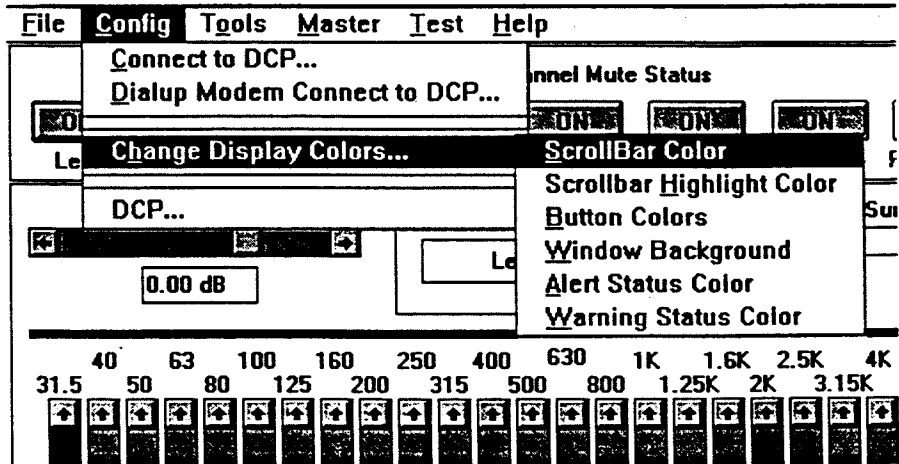 File Config Tools Master Test Help
Connect to DCP...
Dialup Modem Connect to DCP...
Mute Status
ON ON ON
Change Display Colors...
ScrollBar Color
Scrollbar Highlight Color
Button Colors
Window Background
Alert Status Color
Warning Status Color
DCP...
0.00 dB
40 63 100 160 250 400 630 1K 1.6K 2.5K 4K
31.5 50 80 125 200 315 500 800 1.25K 2K 3.15K